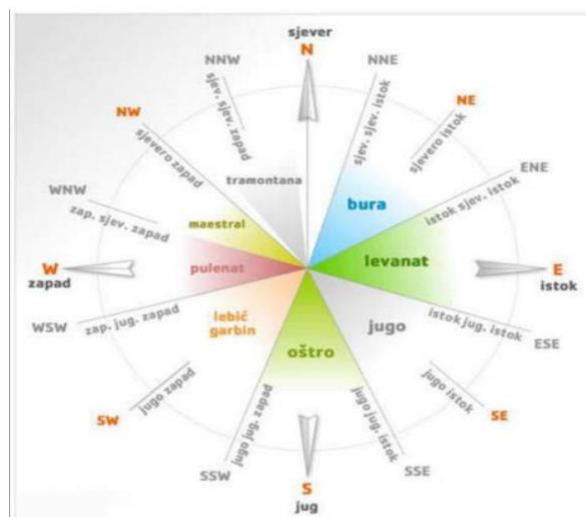 sjever
N
NNW
NNE
sjev. sjev. zapad
sjev. sjev. istok
NW
NE
sjevero zapad
sjevero istok
tramontana
ENE
istok sjev. istok
WNW
zap. sjev. zapad
bura
maestral
levanat
pulenat
W
zapad
E
istok
WSW
zap. jug. zapad
lebić
garbin
jugo
istok jug. istok
ESE
oštro
jugo zapad
jugo istok
SW
SE
jugo jug. zapad
jugo jug. istok
SSW
SSE
S
jug